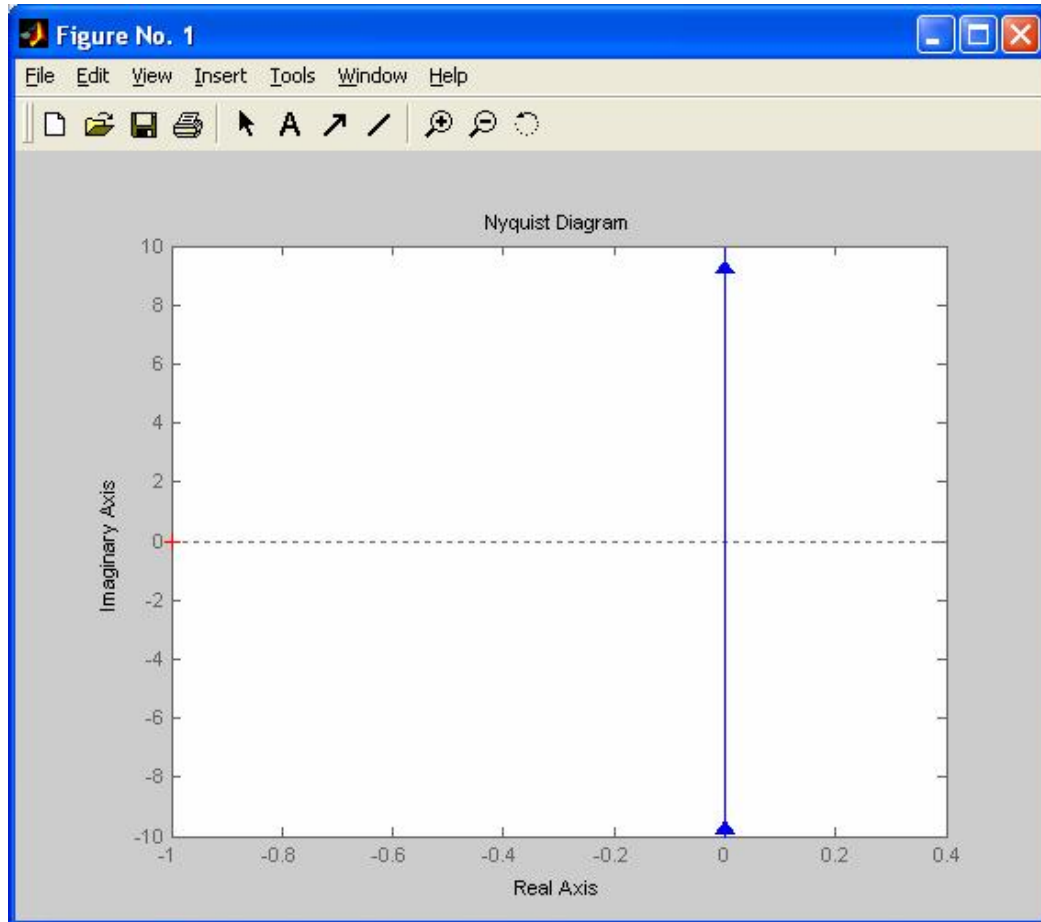 Figure No. 1
File Edit View Insert Tools Window Help
A
Nyquist Diagram
10
8
6
4
2
0
-2
-4
-6
-8
-10
Imaginary Axis
-1 -0.8 -0.6 -0.4 -0.2 0 0.2 0.4
Real Axis